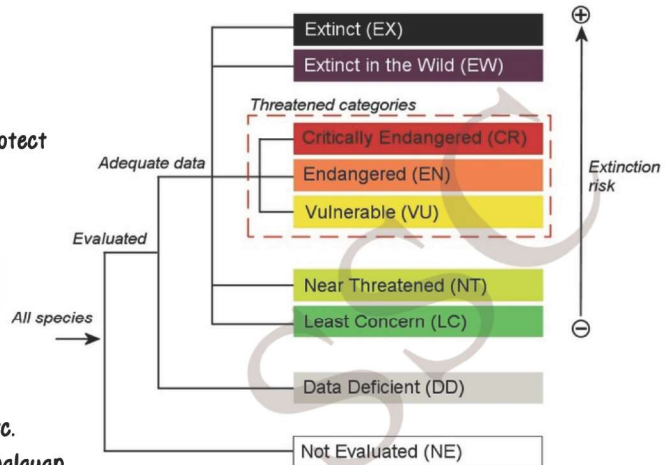 Extinct (EX)
Extinct in the Wild (EW)
Threatened categories
otect
Critically Endangered (CR)
Adequate data
Endangered (EN)
Extinction
risk
Vulnerable (VU)
Evaluated
Near Threatened (NT)
All species
Least Concern (LC)
Data Deficient (DD)
c.
Not Evaluated (NE)
SSC